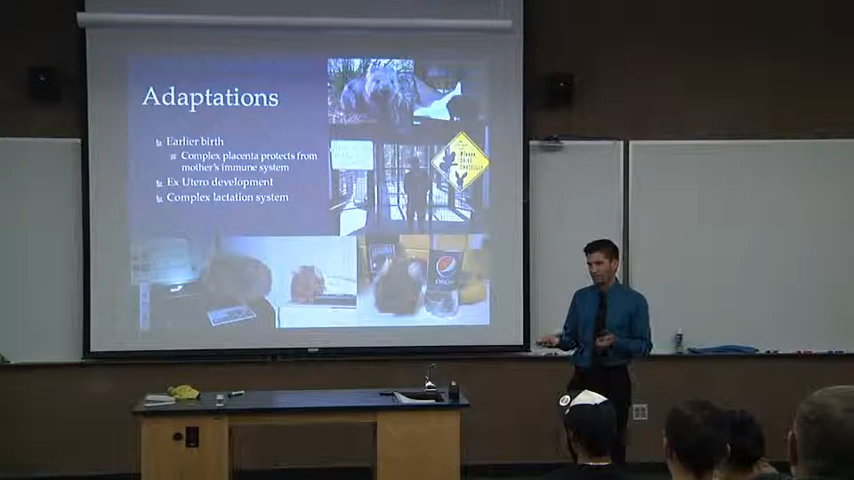 Adaptations
Earlier birth
Complex placenta protects from
mother's immune system
Ex Utero development
Complex lactation system
pepsi